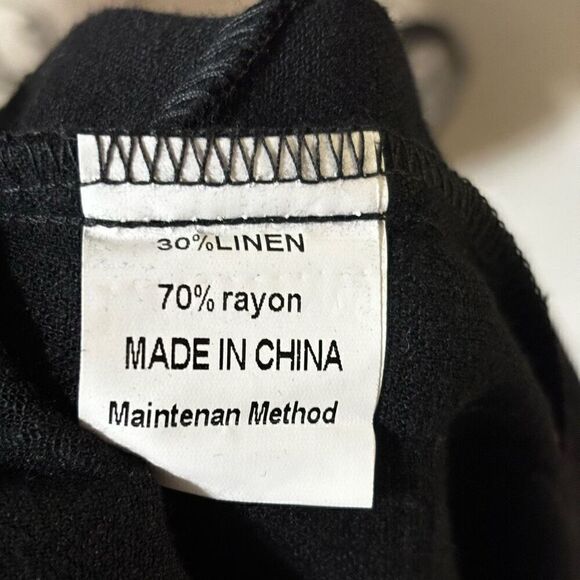 30%LINEN
70% rayon
MADE IN CHINA
Maintenan Method